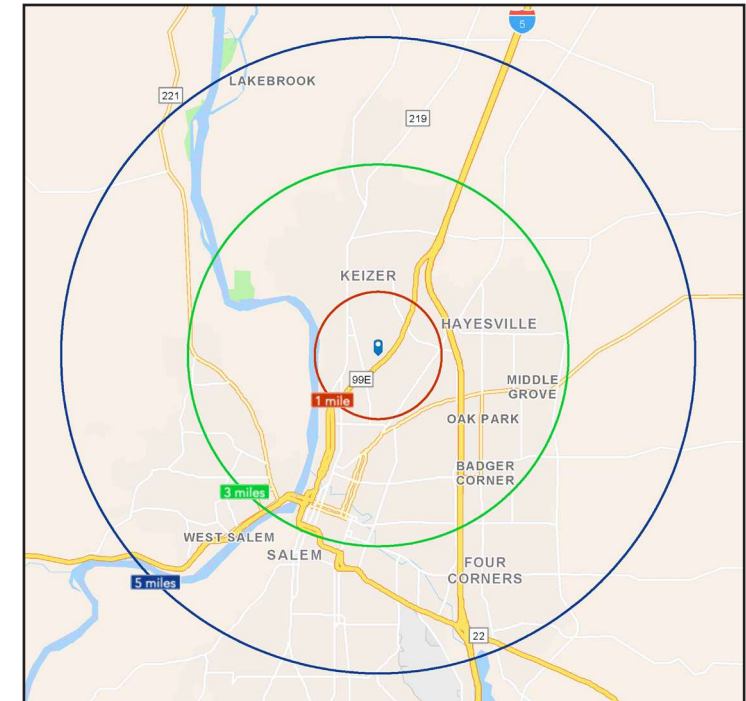 5
LAKEBROOK
221
219
KEIZER
HAYESVILLE
99E
MIDDLE
GROVE
1 mile
OAK PARK
BADGER
CORNER
3 miles
WEST SALEM
SALEM
FOUR
CORNERS
5 miles
22